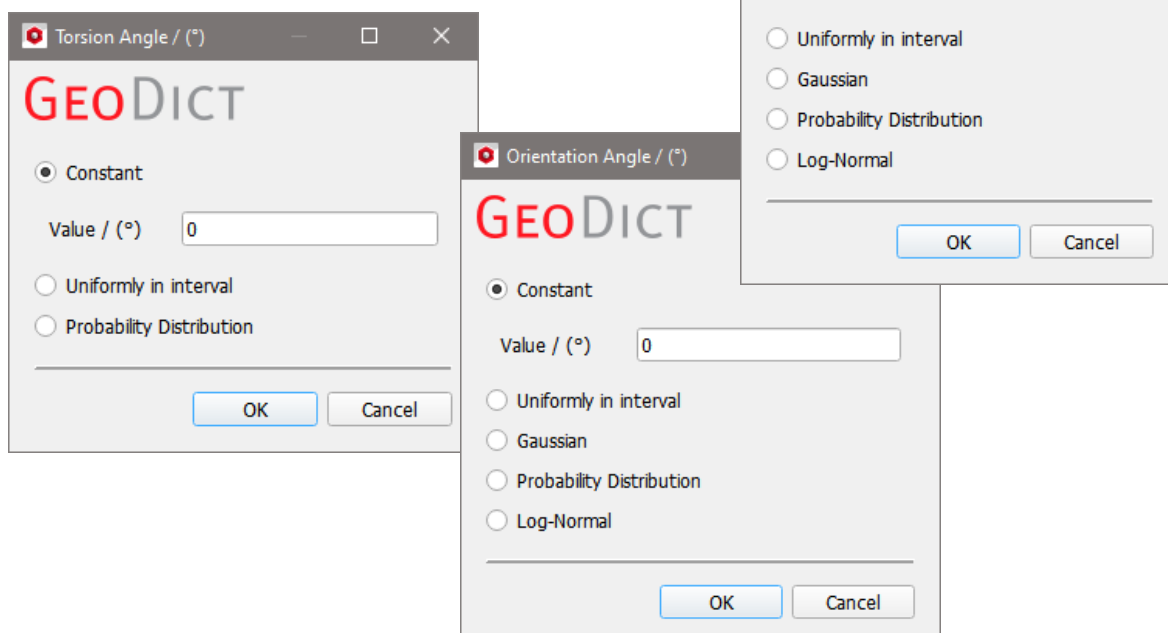 Torsion Angle / (°)
GEODICT
Constant
Value / (°) 0
Uniformly in interval
Probability Distribution
OK Cancel
Orientation Angle / (°)
GEODICT
Constant
Value / (°) 0
Uniformly in interval
Gaussian
Probability Distribution
Log-Normal
OK Cancel
Uniformly in interval
Gaussian
Probability Distribution
Log-Normal
OK Cancel